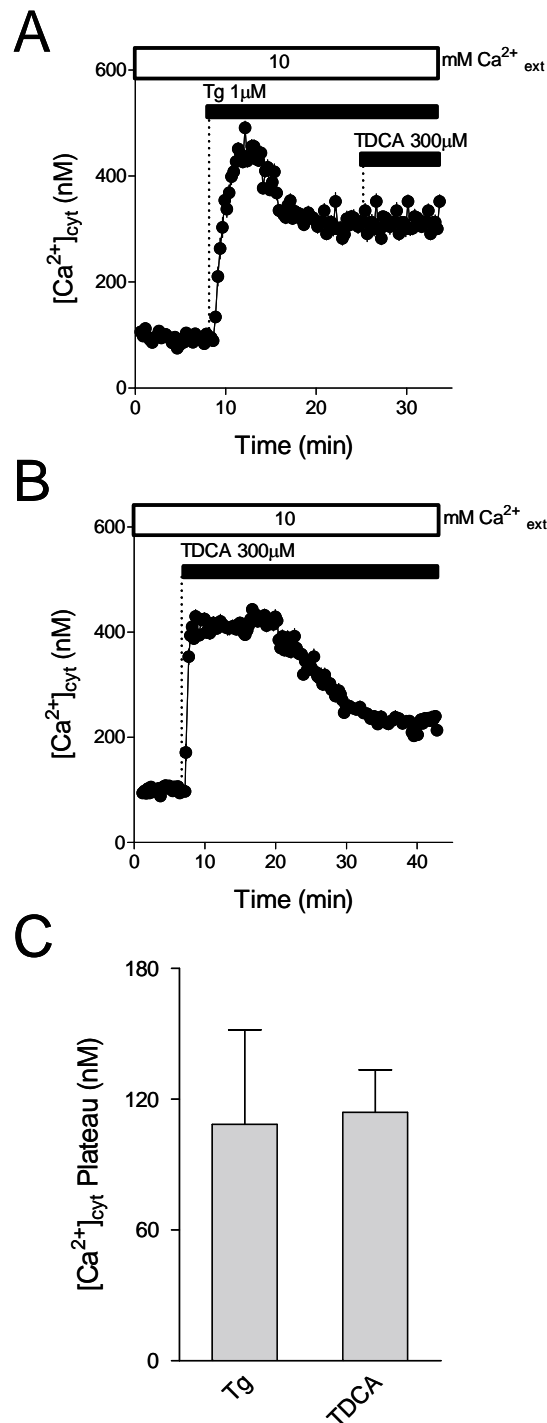 A
10
mM Ca²⁺ ext
600
Tg 1µM
TDCA 300µM
400
[Ca²⁺]cyt (nM)
200
0
0 10 20 30
Time (min)
B
10
mM Ca²⁺ ext
600
TDCA 300µM
400
[Ca²⁺]cyt (nM)
200
0
0 10 20 30 40
Time (min)
C
180
120
[Ca²⁺]cyt Plateau (nM)
60
0
Tg TDCA